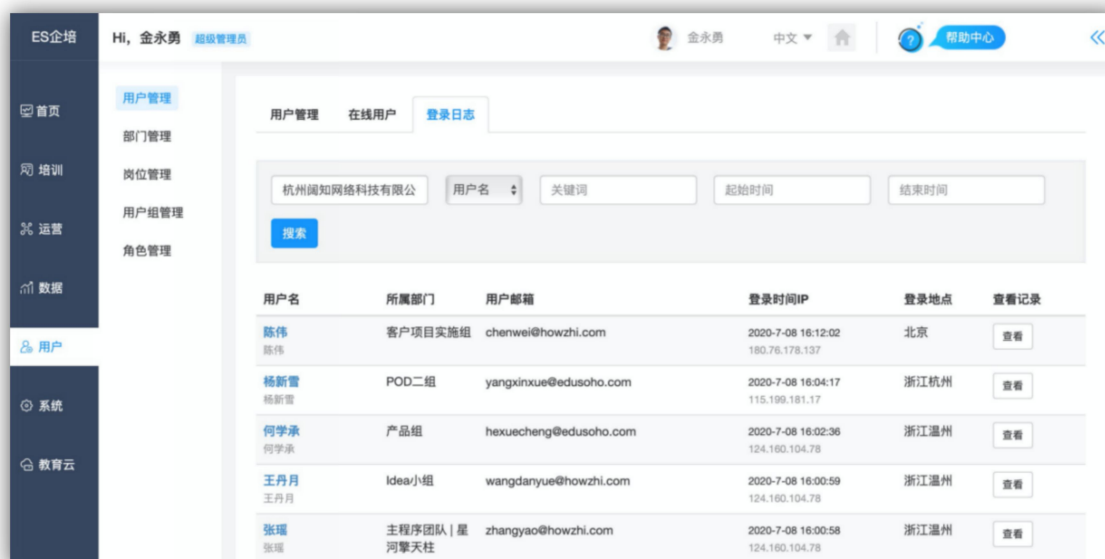 ES企培
Hi, 金永勇 超级管理员
金永勇
中文
?
帮助中心
首页
培训
运营
数据
用户
系统
教育云
用户管理
部门管理
岗位管理
用户组管理
角色管理
用户管理 在线用户 登录日志
杭州阔知网络科技有限公 用户名 关键词 起始时间 结束时间
搜索
用户名 所属部门 用户邮箱 登录时间IP 登录地点 查看记录
陈伟 客户项目实施组 chenwei@howzhi.com 2020-7-08 16:12:02 北京 查看
陈伟 180.76.178.137
杨新雪 POD二组 yangxinxue@edusoho.com 2020-7-08 16:04:17 浙江杭州 查看
杨新雪 115.199.181.17
何学承 产品组 hexuecheng@edusoho.com 2020-7-08 16:02:36 浙江温州 查看
何学承 124.160.104.78
王丹月 Idea小组 wangdanyue@howzhi.com 2020-7-08 16:00:59 浙江温州 查看
王丹月 124.160.104.78
张瑶 主程序团队 | 星 zhangyao@howzhi.com 2020-7-08 16:00:58 浙江温州 查看
张瑶 河擎天柱 124.160.104.78